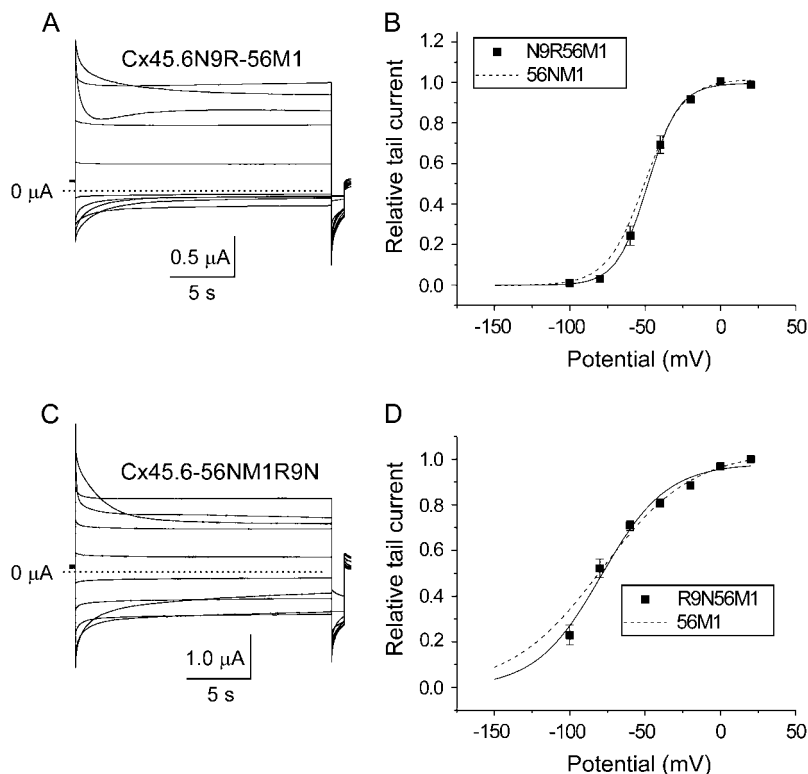 A
Cx45.6N9R-56M1
0 μA
0.5 μA
5 s
B
Relative tail current
1.2
1.0
0.8
0.6
0.4
0.2
0.0
N9R56M1
56NM1
-150
-100
-50
0
50
Potential (mV)
C
Cx45.6-56NM1R9N
0 μA
1.0 μA
5 s
D
Relative tail current
1.0
0.8
0.6
0.4
0.2
0.0
R9N56M1
56M1
-150
-100
-50
0
50
Potential (mV)